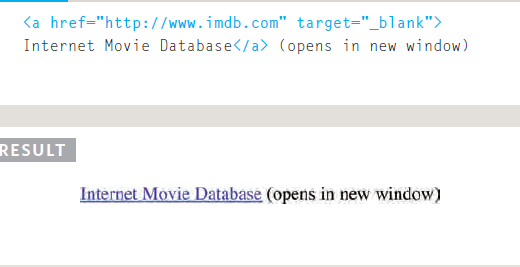 <a href="http://www.imdb.com" target="_blank">
Internet Movie Database</a> (opens in new window)
RESULT
Internet Movie Database (opens in new window)